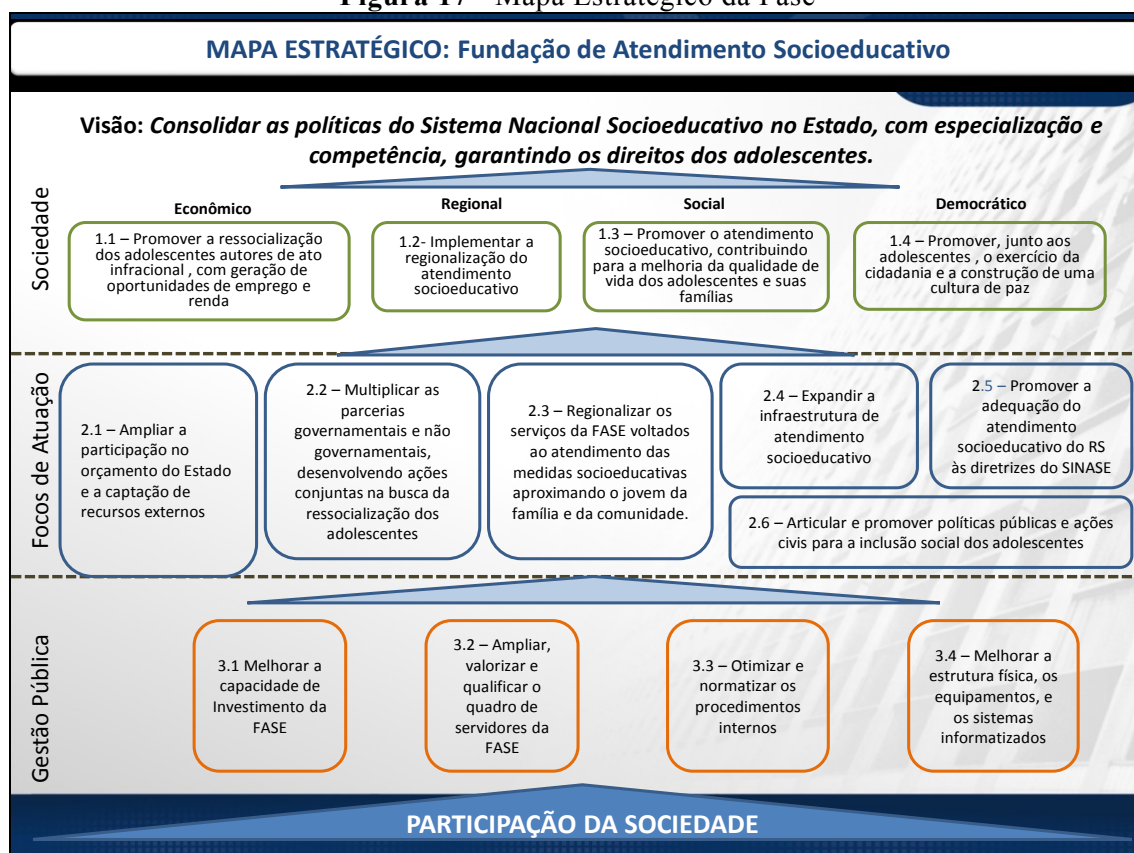 Figura 17 - Mapa Estratégico da Fase
MAPA ESTRATÉGICO: Fundação de Atendimento Socioeducativo
Visão: Consolidar as políticas do Sistema Nacional Socioeducativo no Estado, com especialização e
competência, garantindo os direitos dos adolescentes.
Sociedade
Econômico
1.1 – Promover a ressocialização
dos adolescentes autores de ato
infracional , com geração de
oportunidades de emprego e
renda
Regional
1.2- Implementar a
regionalização do
atendimento
socioeducativo
Social
1.3 – Promover o atendimento
socioeducativo, contribuindo
para a melhoria da qualidade de
vida dos adolescentes e suas
famílias
Democrático
1.4 – Promover, junto aos
adolescentes , o exercício da
cidadania e a construção de uma
cultura de paz
Focos de Atuação
2.1 – Ampliar a
participação no
orçamento do Estado
e a captação de
recursos externos
2.2 – Multiplicar as
parcerias
governamentais e não
governamentais,
desenvolvendo ações
conjuntas na busca da
ressocialização dos
adolescentes
2.3 – Regionalizar os
serviços da FASE voltados
ao atendimento das
medidas socioeducativas
aproximando o jovem da
família e da comunidade.
2.4 – Expandir a
infraestrutura de
atendimento
socioeducativo
2.5 – Promover a
adequação do
atendimento
socioeducativo do RS
às diretrizes do SINASE
2.6 – Articular e promover políticas públicas e ações
civis para a inclusão social dos adolescentes
Gestão Pública
3.1 Melhorar a
capacidade de
Investimento da
FASE
3.2 – Ampliar,
valorizar e
qualificar o
quadro de
servidores da
FASE
3.3 – Otimizar e
normatizar os
procedimentos
internos
3.4 – Melhorar a
estrutura física, os
equipamentos, e
os sistemas
informatizados
PARTICIPAÇÃO DA SOCIEDADE